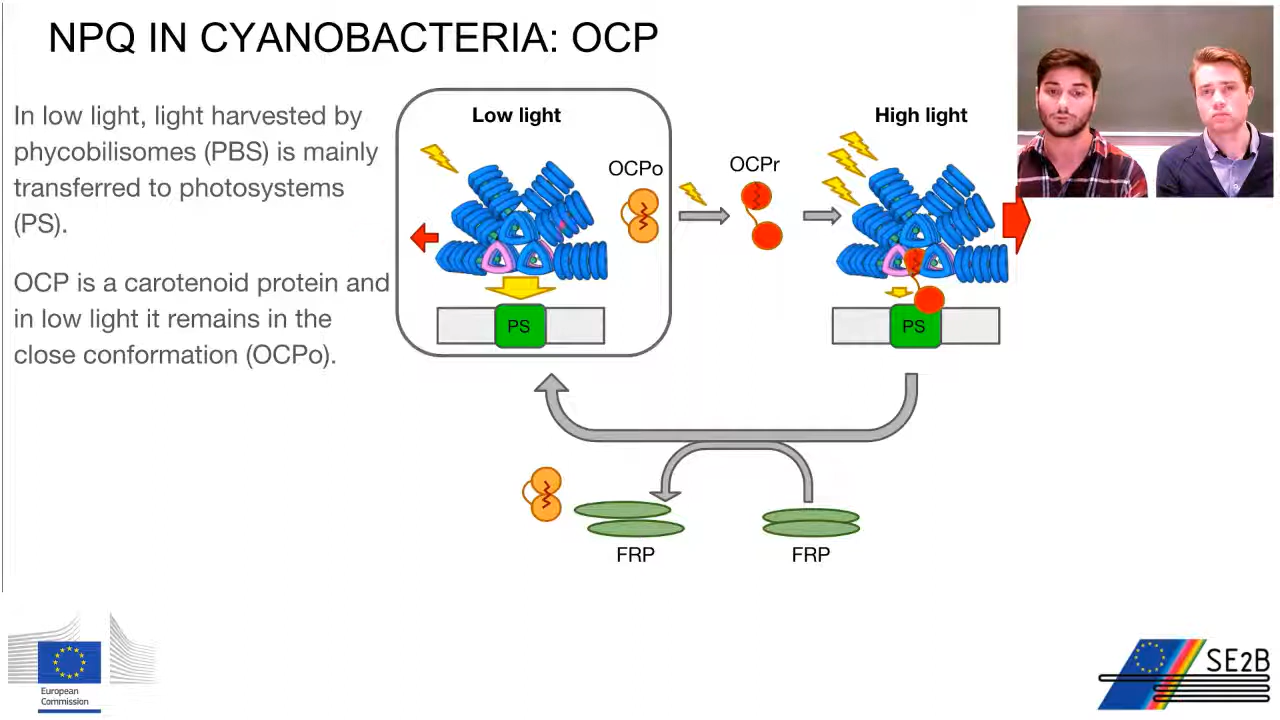 NPQ IN CYANOBACTERIA: OCP
In low light, light harvested by
phycobilisomes (PBS) is mainly
transferred to photosystems
(PS).
OCP is a carotenoid protein and
in low light it remains in the
close conformation (OCPo).
Low light
OCPo
OCPr
High light
PS
PS
FRP
FRP
European
Commission
SE2B